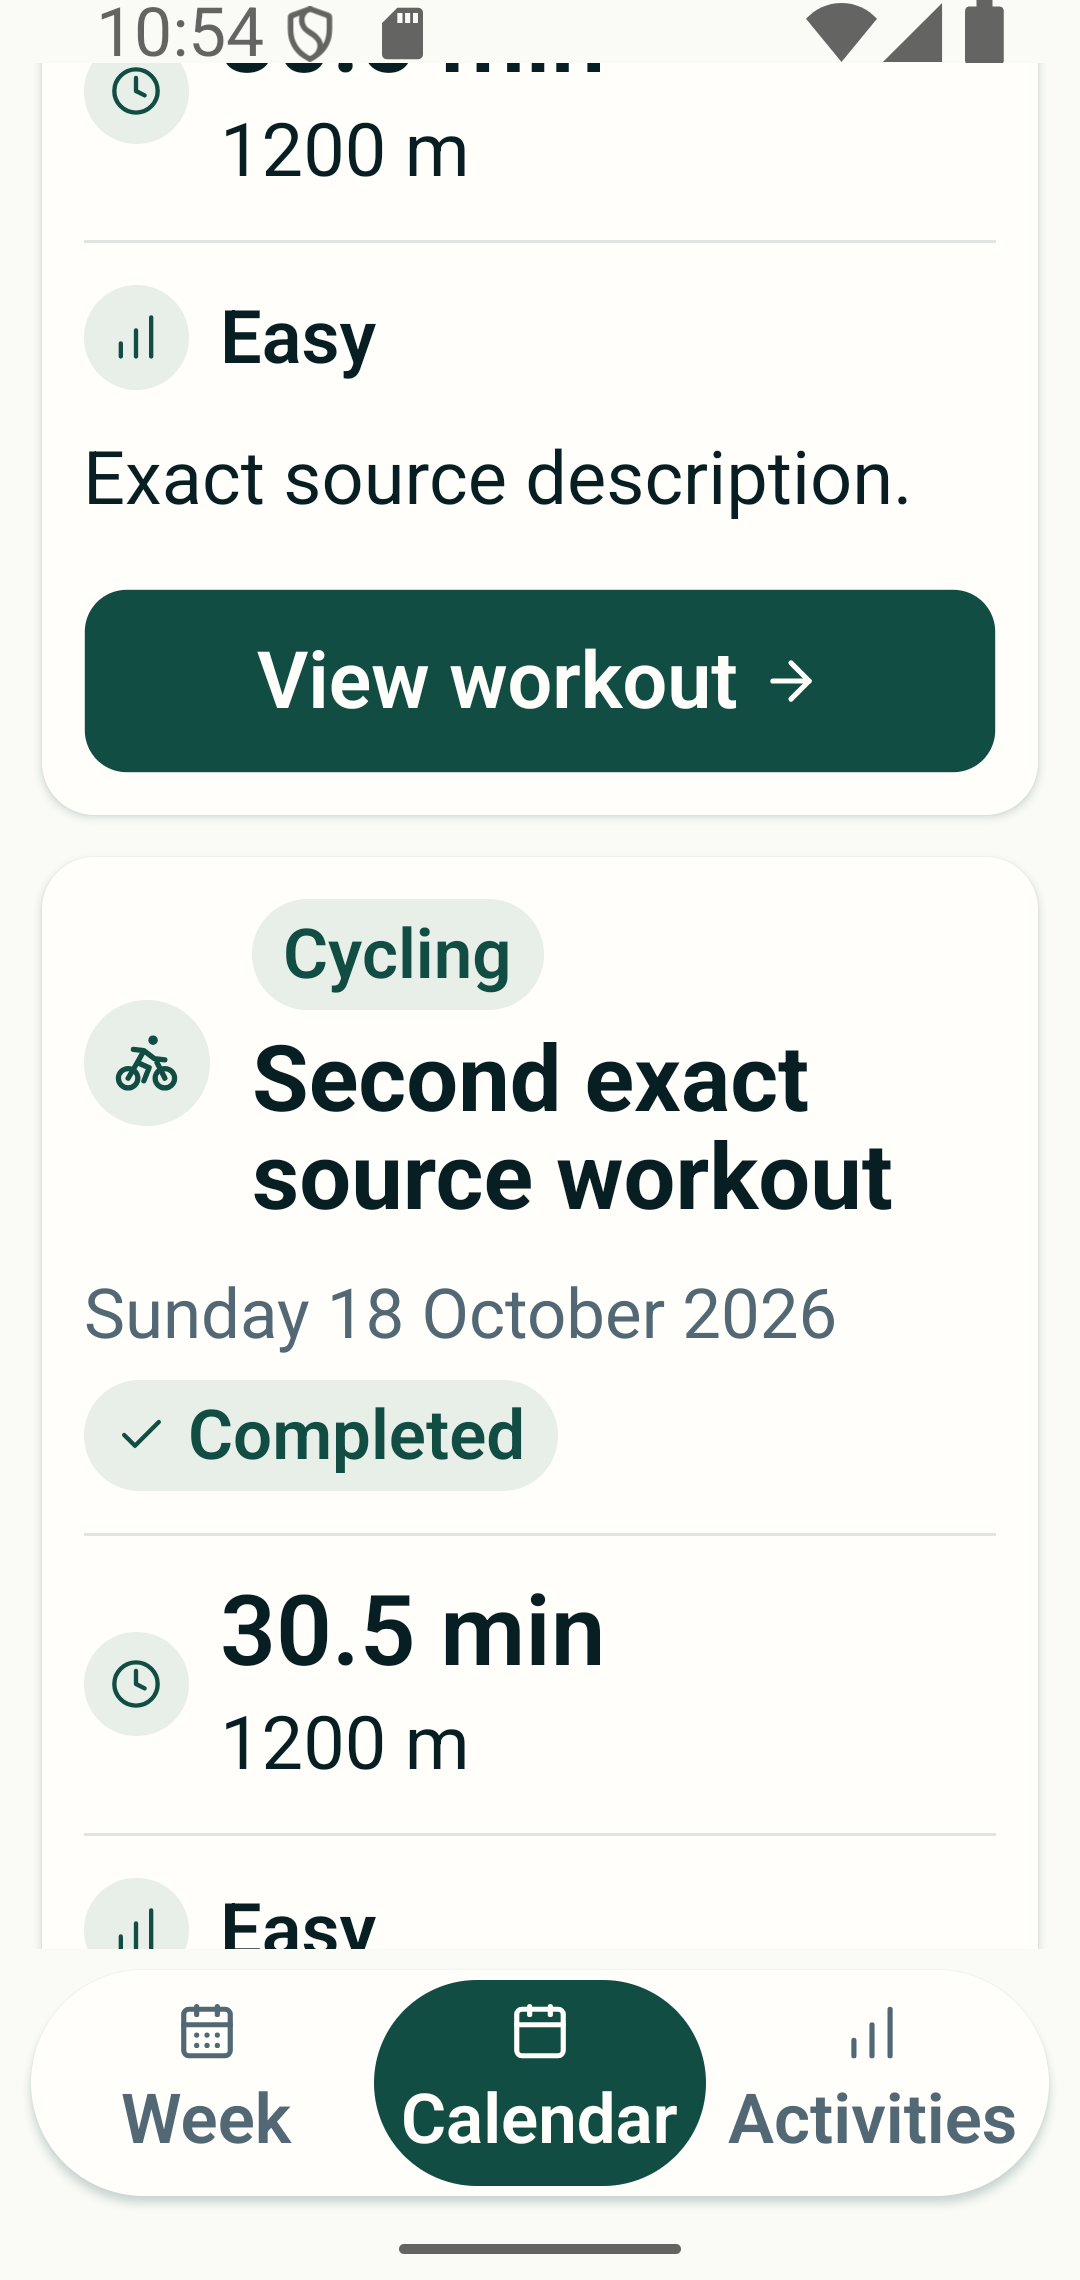 10:54
1200 m
Easy
Exact source description.
View workout →
Cycling
Second exact
source workout
Sunday 18 October 2026
Completed
30.5 min
1200 m
Easy
Week
Calendar
Activities